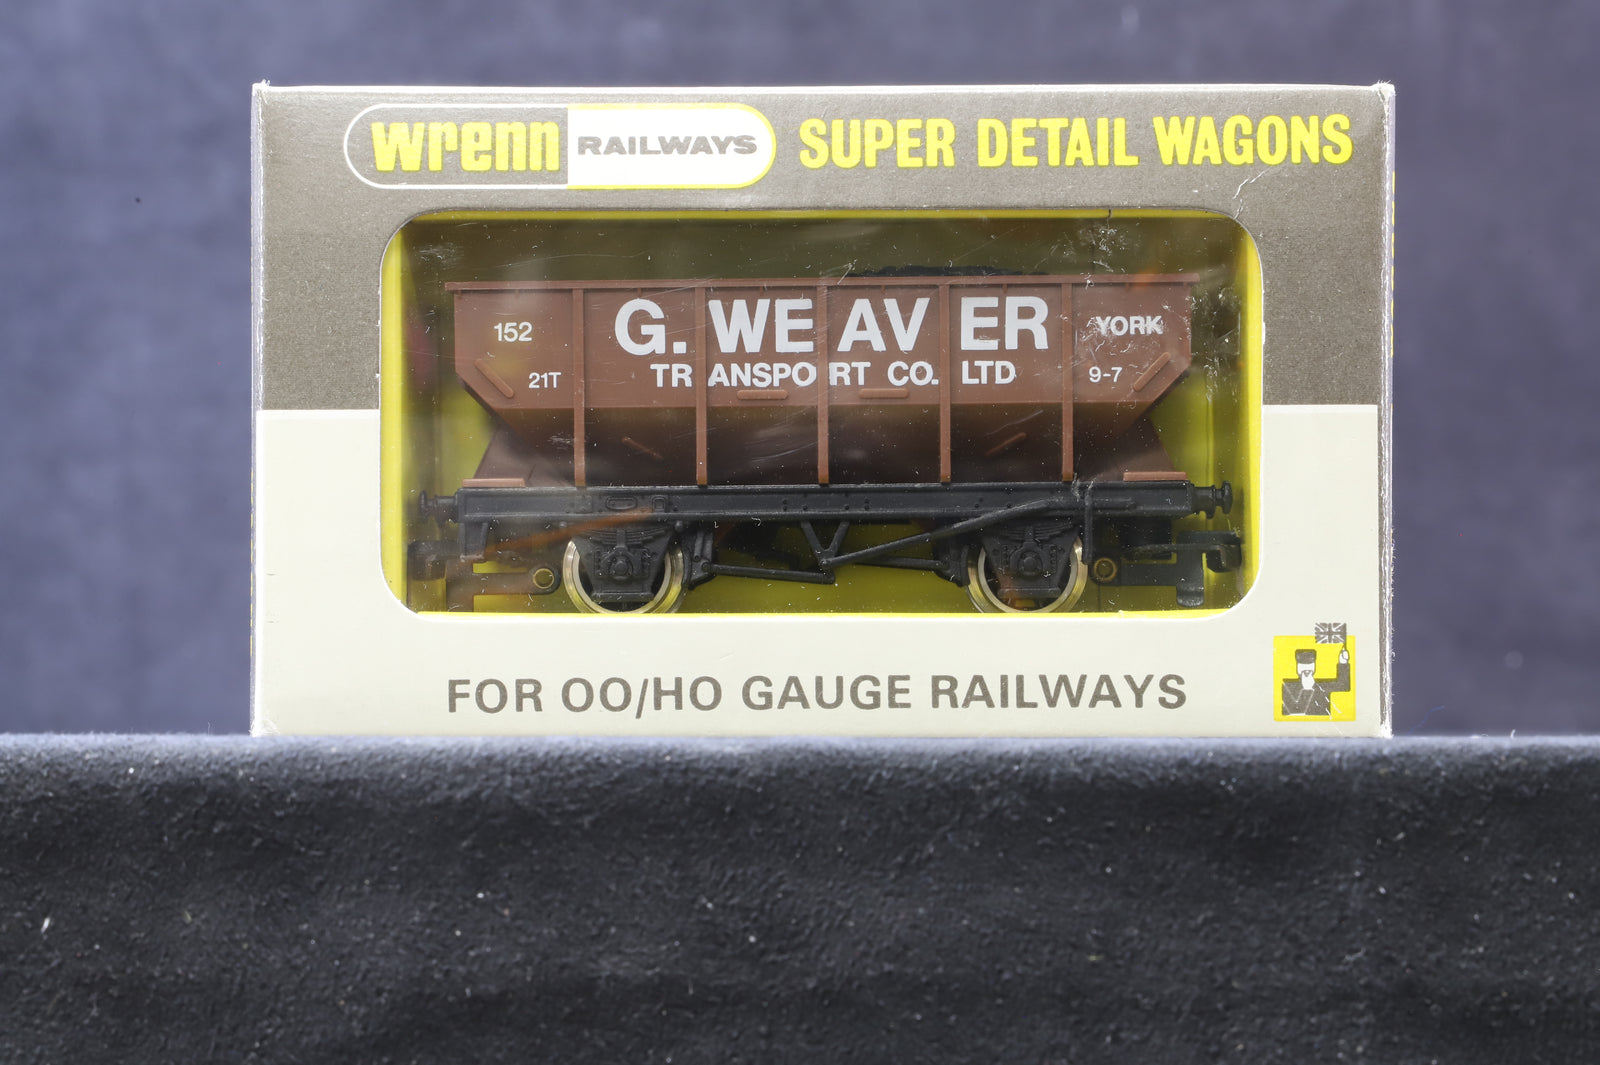 wrenn RAILWAYS SUPER DETAIL WAGONS
152 G. WEAVER YORK
21T TRANSPORT CO. LTD 9-7
FOR OO/HO GAUGE RAILWAYS